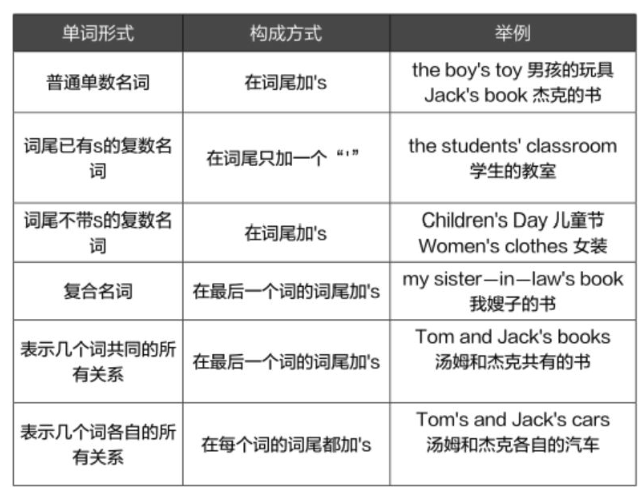 单词形式
构成方式
举例
普通单数名词
在词尾加's
the boy's toy 男孩的玩具
Jack's book 杰克的书
词尾已有s的复数名
词
在词尾只加一个“'”
the students' classroom
学生的教室
词尾不带s的复数名
词
在词尾加's
Children's Day 儿童节
Women's clothes 女装
复合名词
在最后一个词的词尾加's
my sister—in—law's book
我嫂子的书
表示几个词共同的所
有关系
在最后一个词的词尾加's
Tom and Jack's books
汤姆和杰克共有的书
表示几个词各自的所
有关系
在每个词的词尾都加's
Tom's and Jack's cars
汤姆和杰克各自的汽车